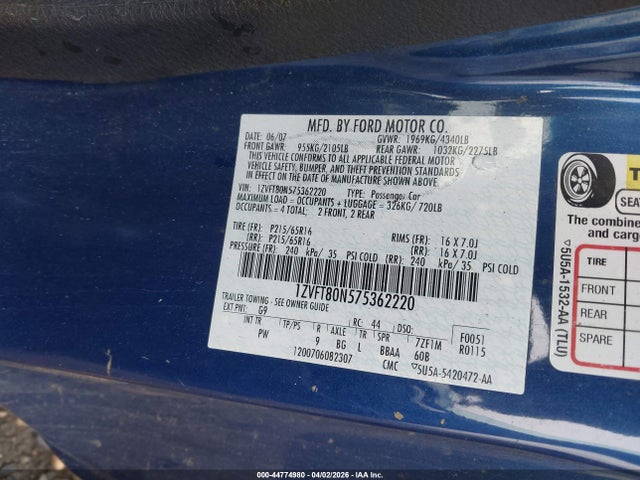 MFD. BY FORD MOTOR CO.
DATE: 06/07 GVWR: 1969KG/4340LB
FRONT GAWR: 955KG/2105LB REAR GAWR: 1032KG/2275LB
THIS VEHICLE CONFORMS TO ALL APPLICABLE FEDERAL MOTOR
VEHICLE SAFETY, BUMPER, AND THEFT PREVENTION STANDARDS
IN EFFECT ON THE DATE OF MANUFACTURE SHOWN ABOVE.
VIN: 1ZVFT80N575362220 TYPE: Passenger Car
MAXIMUM LOAD = OCCUPANTS + LUGGAGE = 326KG/720LB
OCCUPANTS = 4 TOTAL: 2 FRONT, 2 REAR
TIRE (FR): P215/65R16 RIMS (FR): 16 X 7.0J
(RR): P215/65R16 (RR): 16 X 7.0J
PRESSURE (FR): 240 kPa/ 35 PSI COLD (RR): 240 kPa/ 35 PSI COLD
1ZVFT80N575362220
TRAILER TOWING - SEE OWNER GUIDE
EXT PNT: G9 RC: 44 DSO: F0051
INT TR TP/PS R AXLE TR SPR 7ZF1M R0115
PW 9 BG L BBAA 60B
1200706082307 CMC ▽5U5A-5420472-AA
SEA
The combine
and cargo
TIRE
FRONT
REAR
SPARE
▽5U5A-1532-AA (TLU)
000-44774980 - 04/02/2026 - IAA Inc.